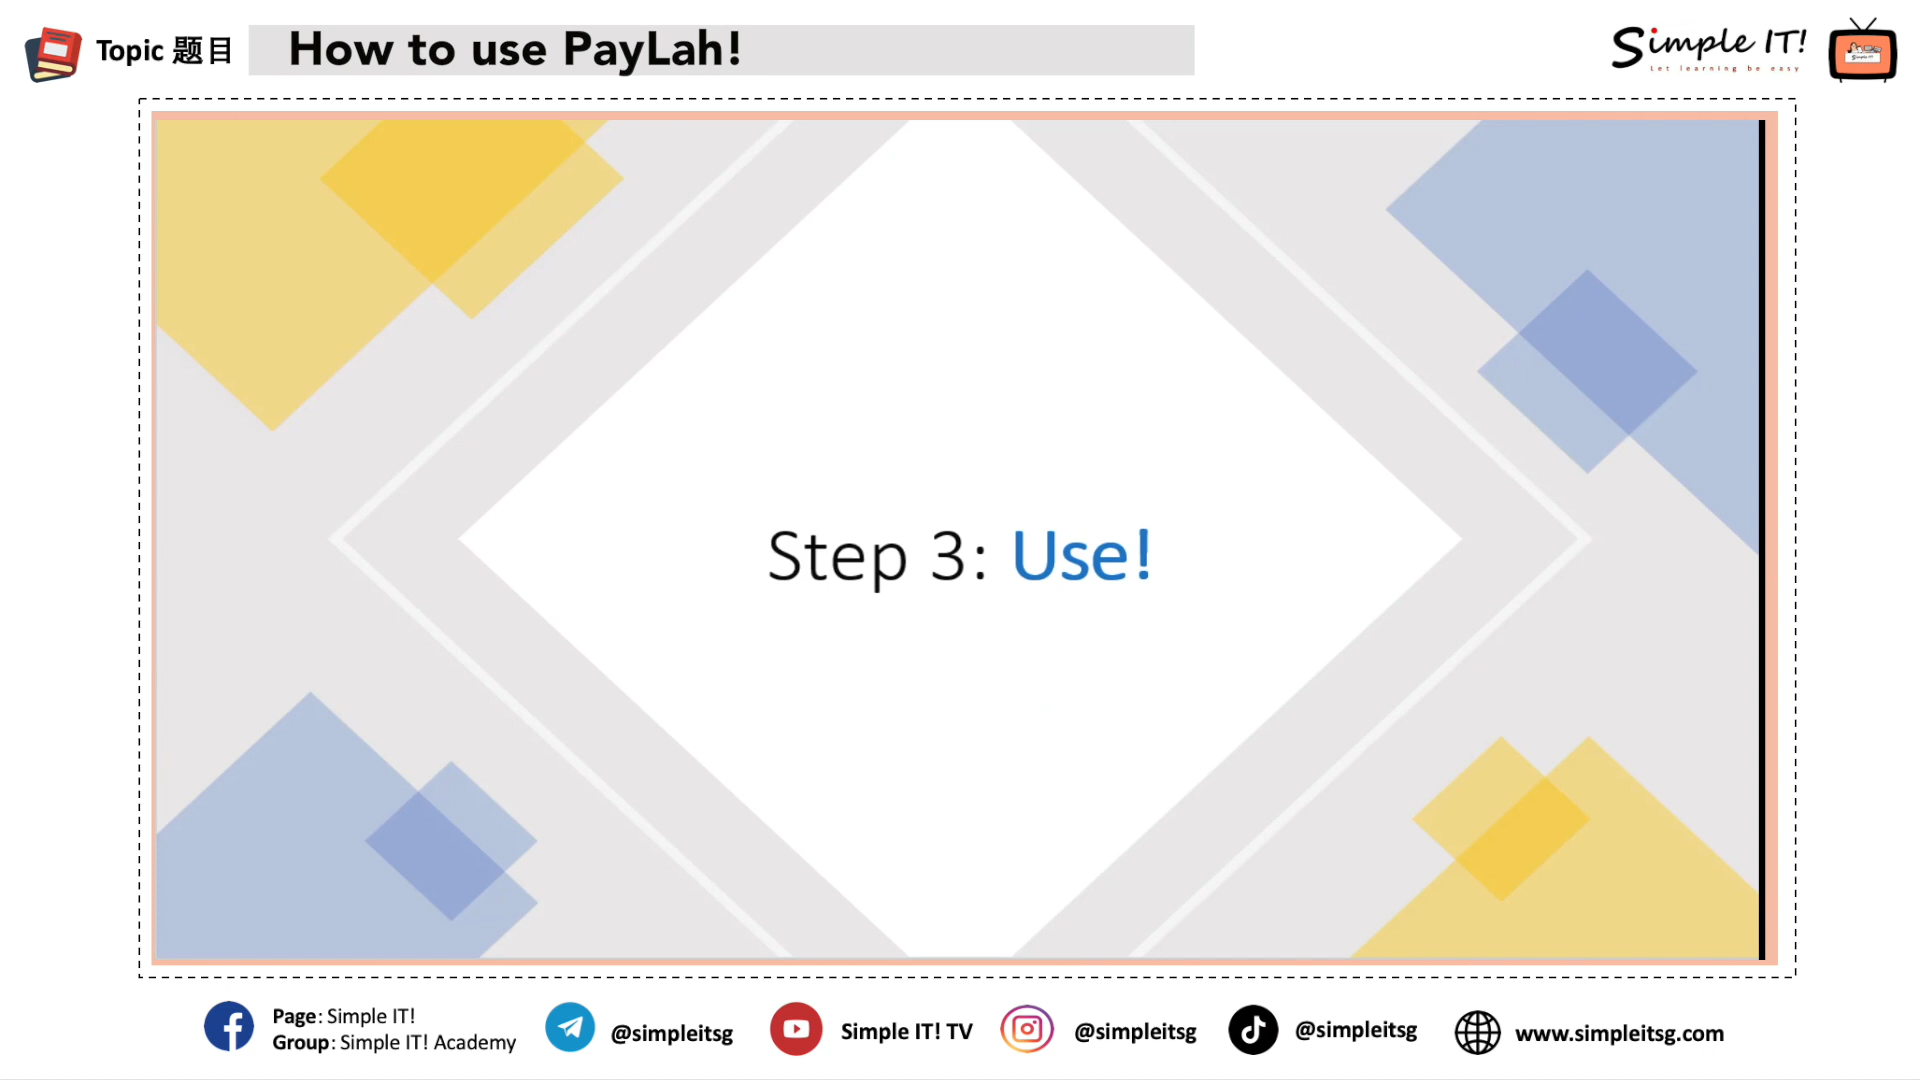 Topic 题目
How to use PayLah!
Simple IT!
Let learning be easy
Step 3: Use!
Page: Simple IT!
Group: Simple IT! Academy
@simpleitsg
Simple IT! TV
@simpleitsg
@simpleitsg
www.simpleitsg.com